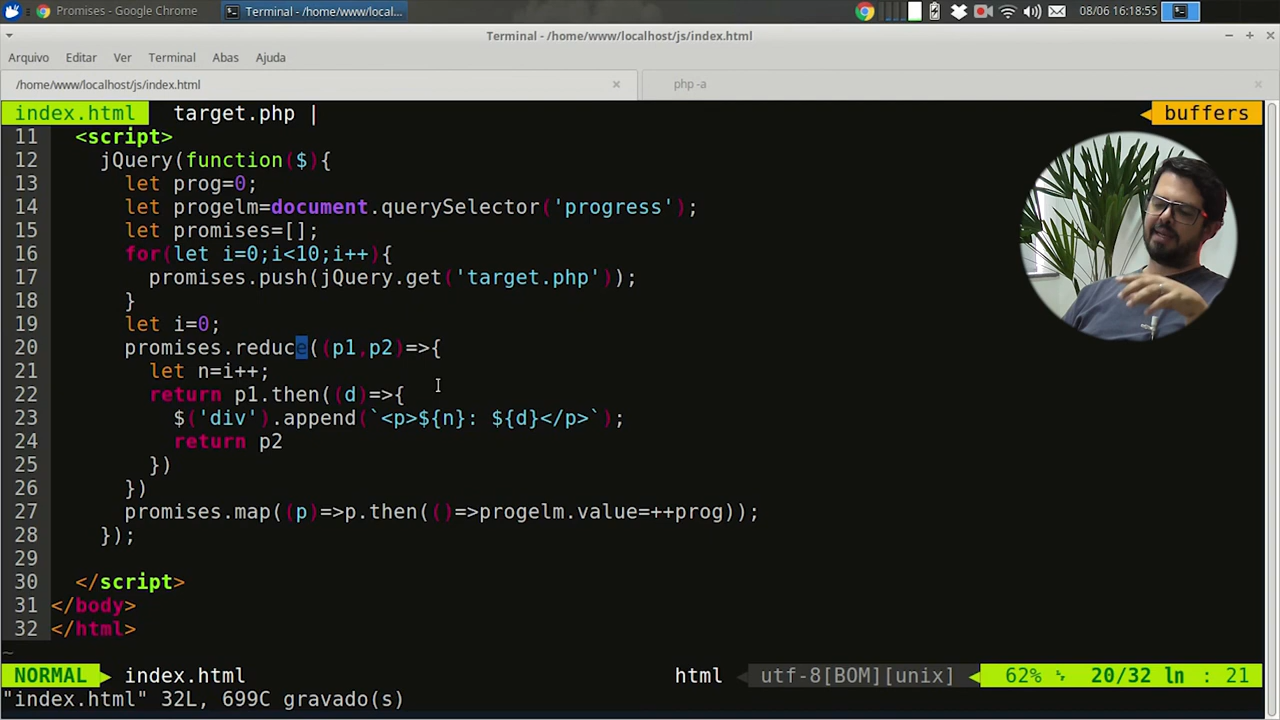 Promises - Google Chrome
Terminal - /home/www/local...
08/06 16:18:55
Terminal - /home/www/localhost/js/index.html
Arquivo Editar Ver Terminal Abas Ajuda
/home/www/localhost/js/index.html
php -a
index.html target.php | buffers
11 <script>
12 jQuery(function($){
13 let prog=0;
14 let progelm=document.querySelector('progress');
15 let promises=[];
16 for(let i=0;i<10;i++){
17 promises.push(jQuery.get('target.php'));
18 }
19 let i=0;
20 promises.reduce((p1,p2)=>{
21 let n=i++;
22 return p1.then((d)=>{
23 $('div').append(`<p>${n}: ${d}</p>`);
24 return p2
25 })
26 })
27 promises.map((p)=>p.then(()=>progelm.value=++prog));
28 });
29
30 </script>
31 </body>
32 </html>
~
NORMAL index.html html utf-8[BOM][unix] 62% 20/32 ln : 21
"index.html" 32L, 699C gravado(s)